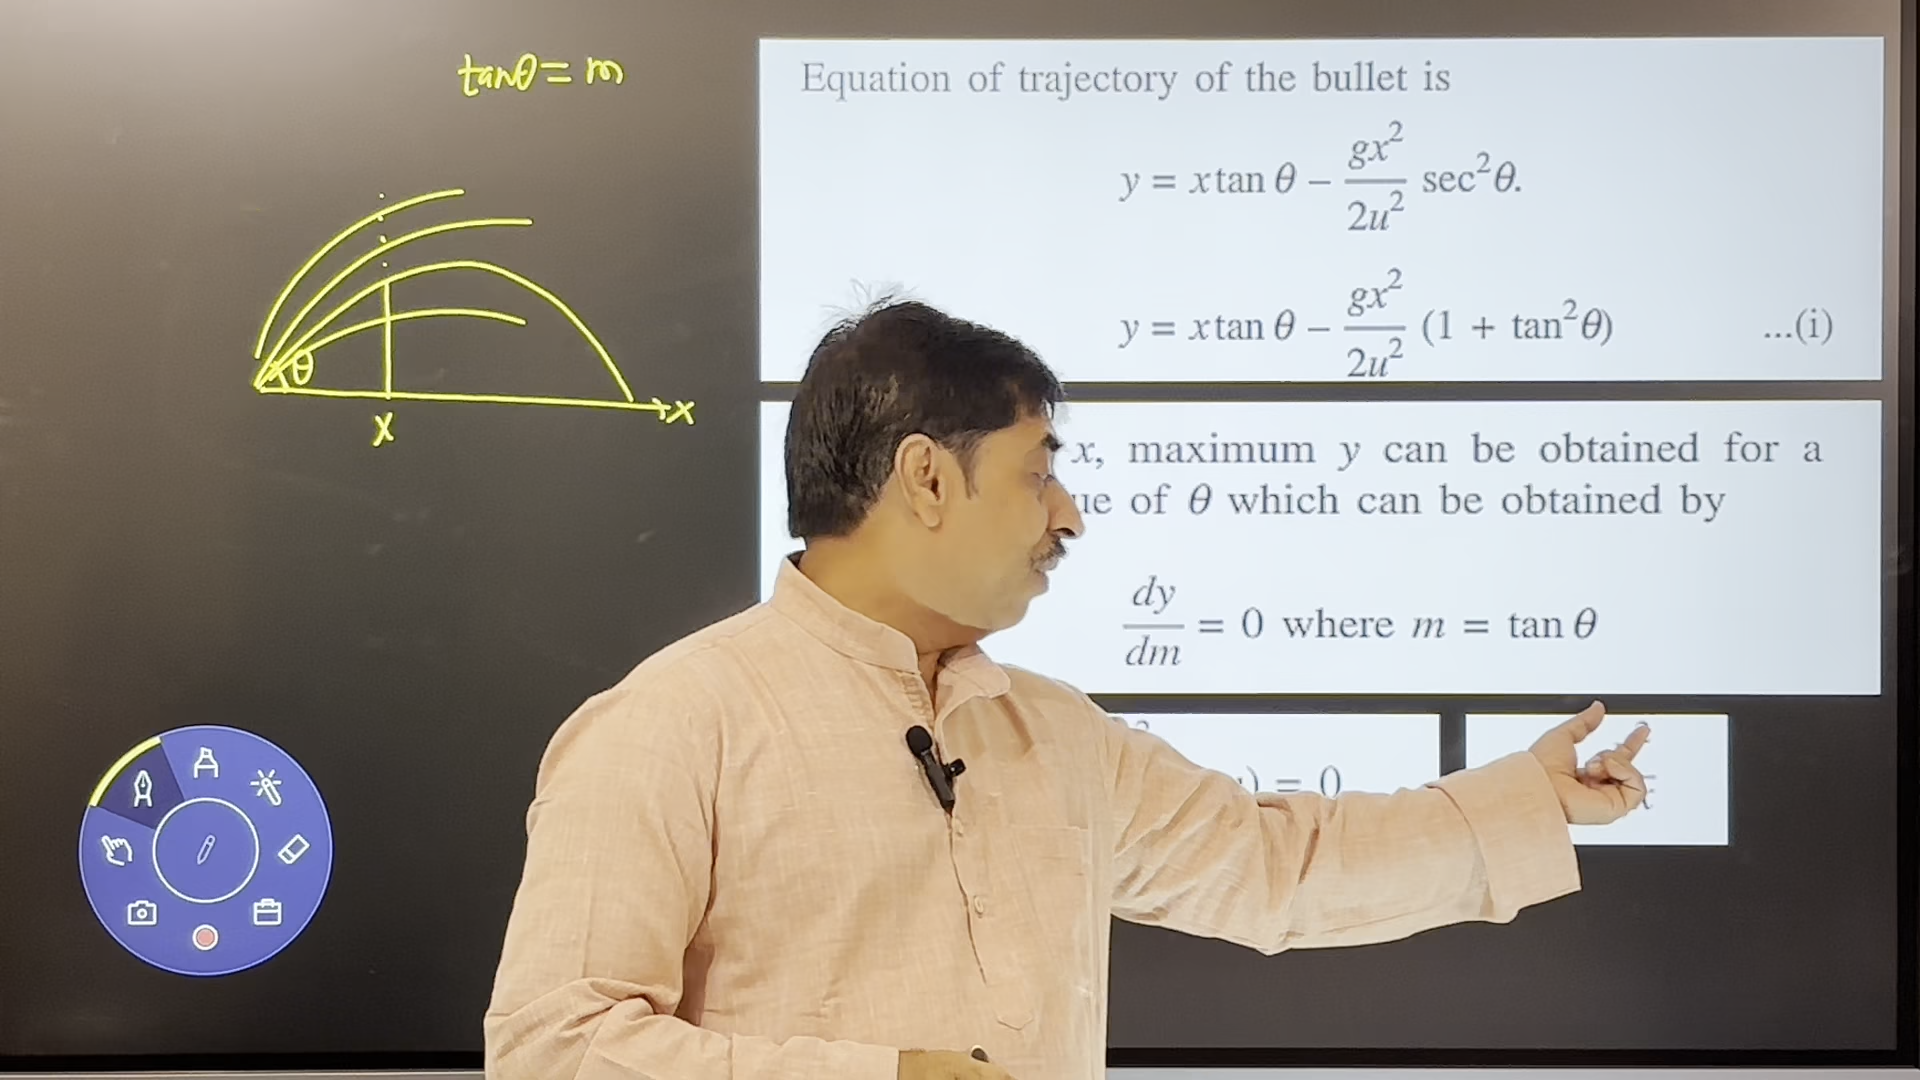 tanθ = m
θ
x
x
Equation of trajectory of the bullet is
y = x tan θ − gx²/2u² sec²θ.
y = x tan θ − gx²/2u² (1 + tan²θ) ...(i)
x, maximum y can be obtained for a
of θ which can be obtained by
dy/dm = 0 where m = tan θ
) = 0